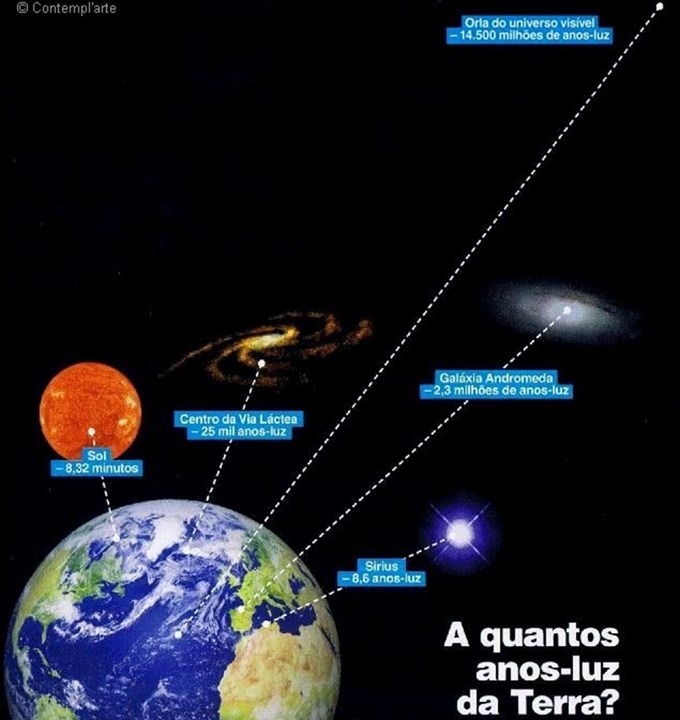 © Contempl'arte
Orla do universo visível
– 14.500 milhões de anos-luz
Galáxia Andromeda
– 2,3 milhões de anos-luz
Centro da Via Láctea
– 25 mil anos-luz
Sol
– 8,32 minutos
Sirius
– 8,6 anos-luz
A quantos
anos-luz
da Terra?